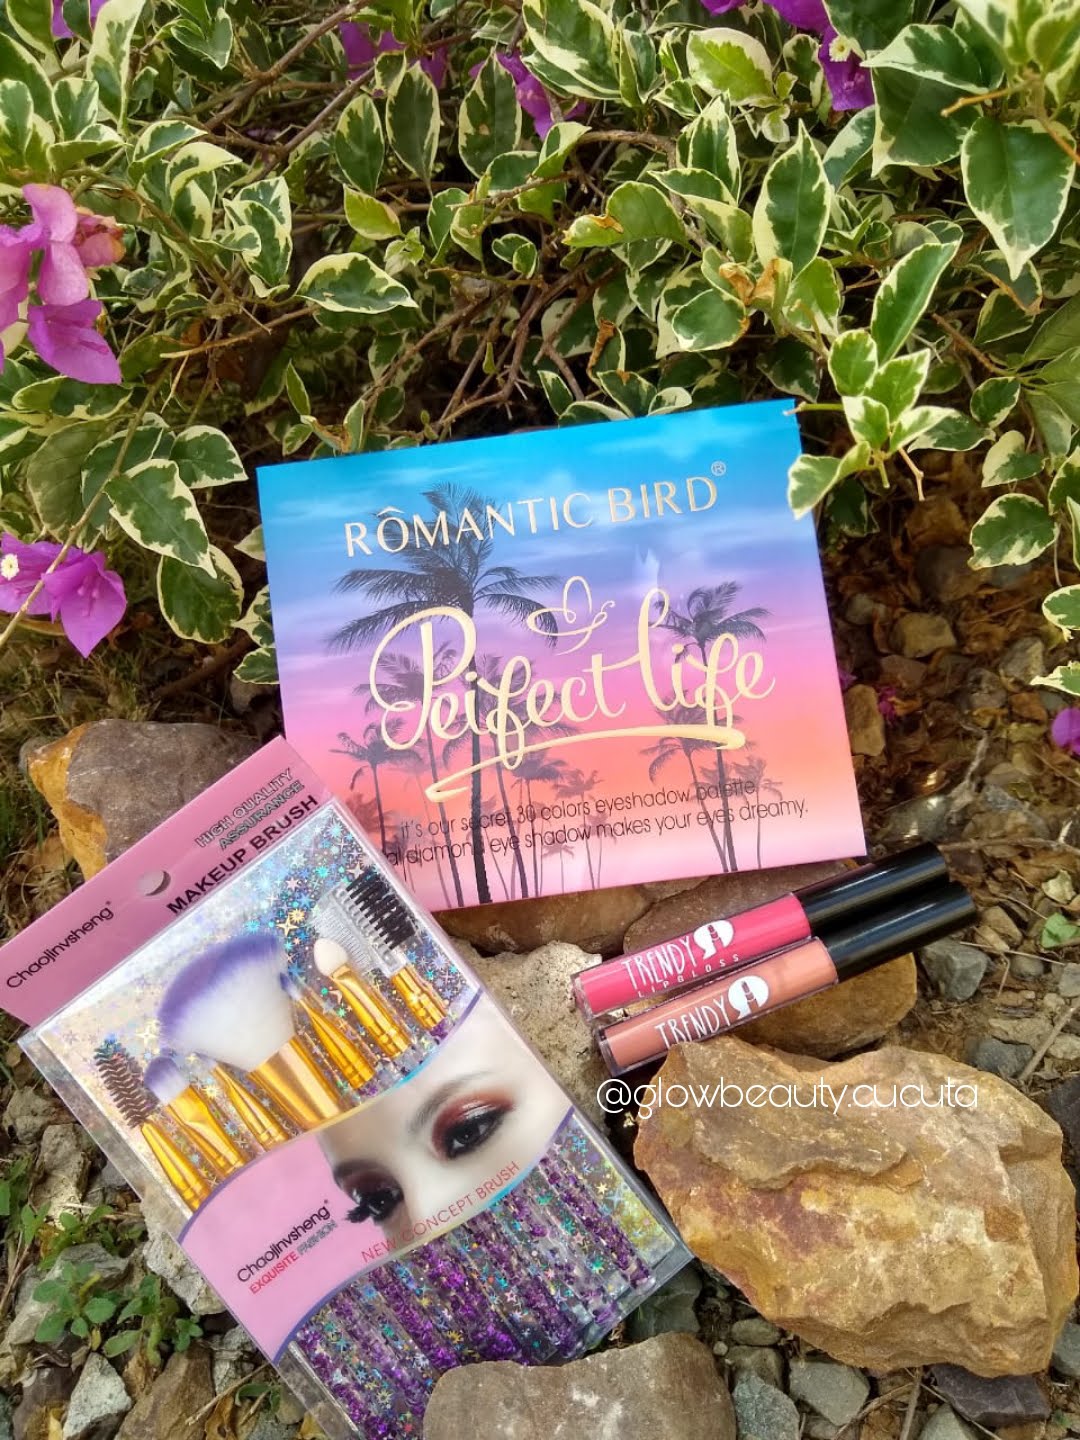 RÔMANTIC BIRD®
Perfect life
it's our secret 30 colors eyeshadow palette.
diamond eye shadow makes your eyes dreamy.
HIGH QUALITY
ASSURANCE
MAKEUP BRUSH
Chaojinvsheng®
TRENDY
LIPGLOSS
TRENDY
@glowbeauty.cucuta
Chaojinvsheng®
EXQUISITE FASHION
NEW CONCEPT BRUSH